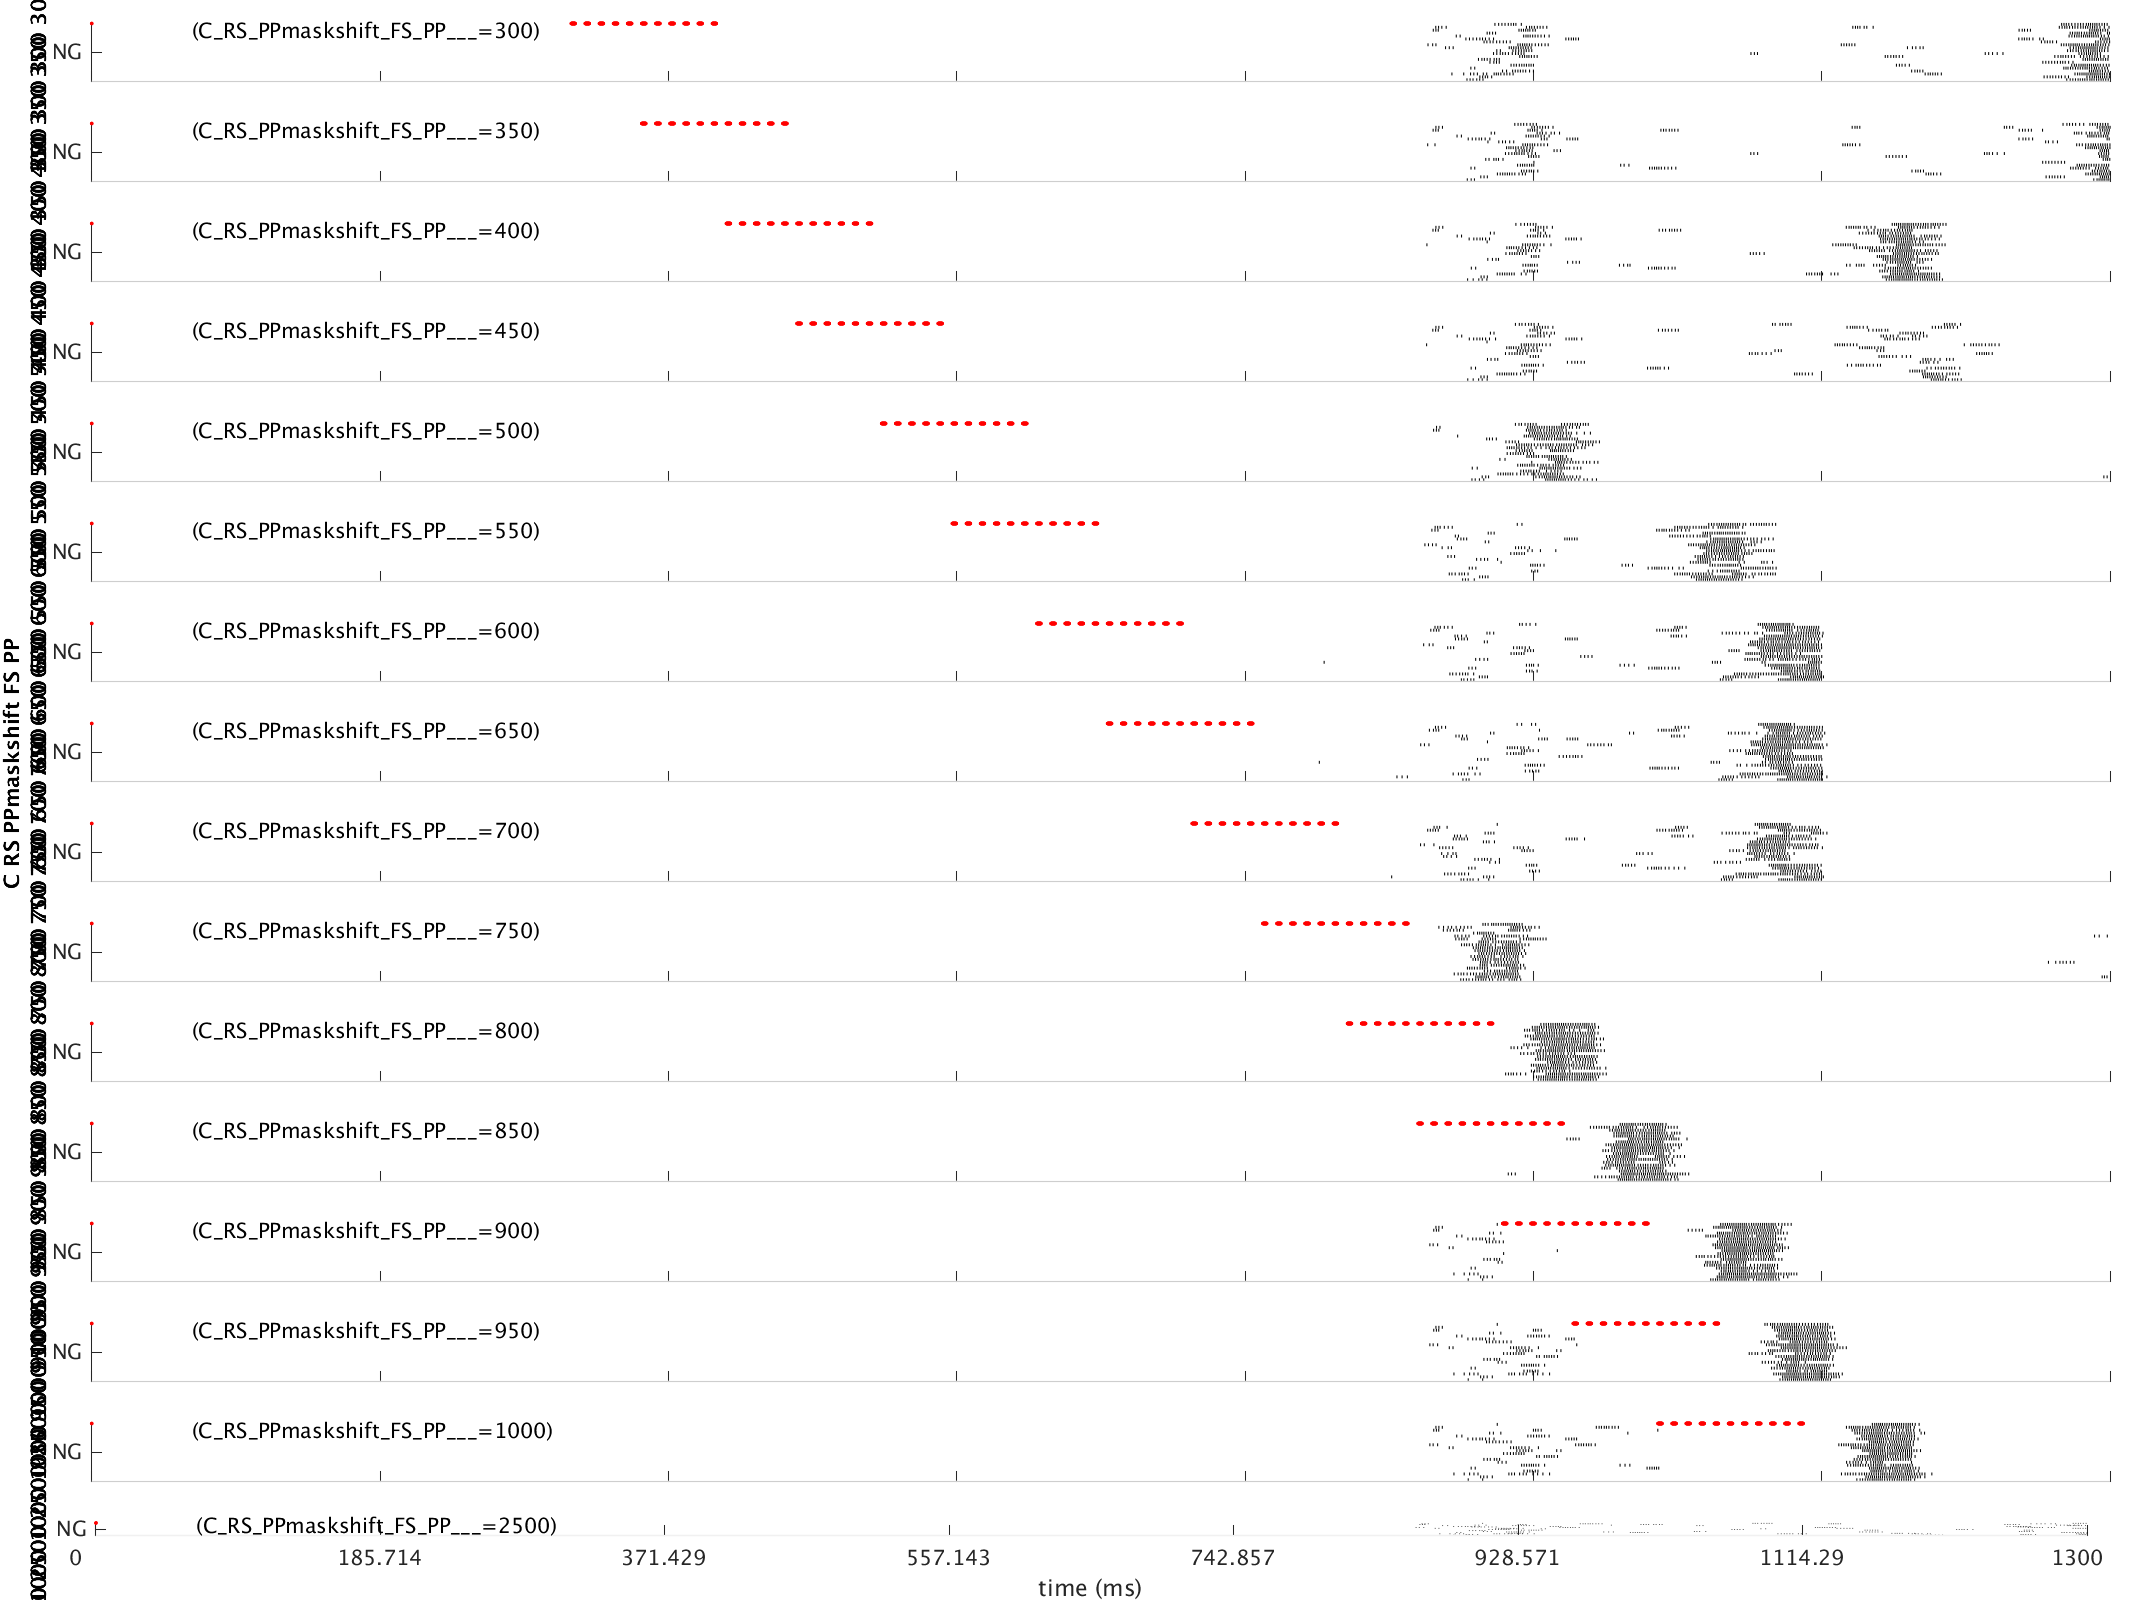 (C_RS_PPmaskshift_FS_PP___=300)
NG
(C_RS_PPmaskshift_FS_PP___=350)
NG
(C_RS_PPmaskshift_FS_PP___=400)
NG
(C_RS_PPmaskshift_FS_PP___=450)
NG
(C_RS_PPmaskshift_FS_PP___=500)
NG
(C_RS_PPmaskshift_FS_PP___=550)
NG
(C_RS_PPmaskshift_FS_PP___=600)
NG
(C_RS_PPmaskshift_FS_PP___=650)
NG
(C_RS_PPmaskshift_FS_PP___=700)
NG
(C_RS_PPmaskshift_FS_PP___=750)
NG
(C_RS_PPmaskshift_FS_PP___=800)
NG
(C_RS_PPmaskshift_FS_PP___=850)
NG
(C_RS_PPmaskshift_FS_PP___=900)
NG
(C_RS_PPmaskshift_FS_PP___=950)
NG
(C_RS_PPmaskshift_FS_PP___=1000)
NG
(C_RS_PPmaskshift_FS_PP___=2500)
NG
0 185.714 371.429 557.143 742.857 928.571 1114.29 1300
time (ms)
C RS PPmaskshift FS PP